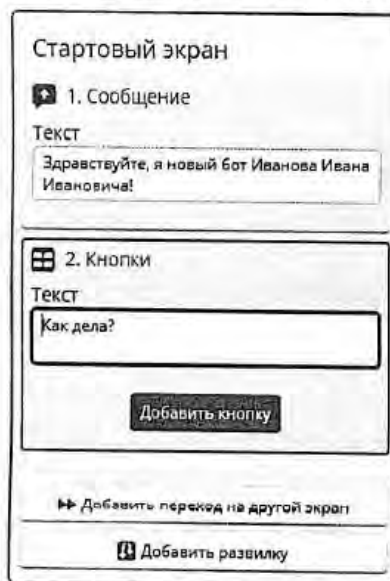 Стартовый экран
1. Сообщение
Текст
Здравствуйте, я новый бот Иванова Ивана
Ивановича!
2. Кнопки
Текст
Как дела?
Добавить кнопку
Добавить переход на другой экран
Добавить развилку